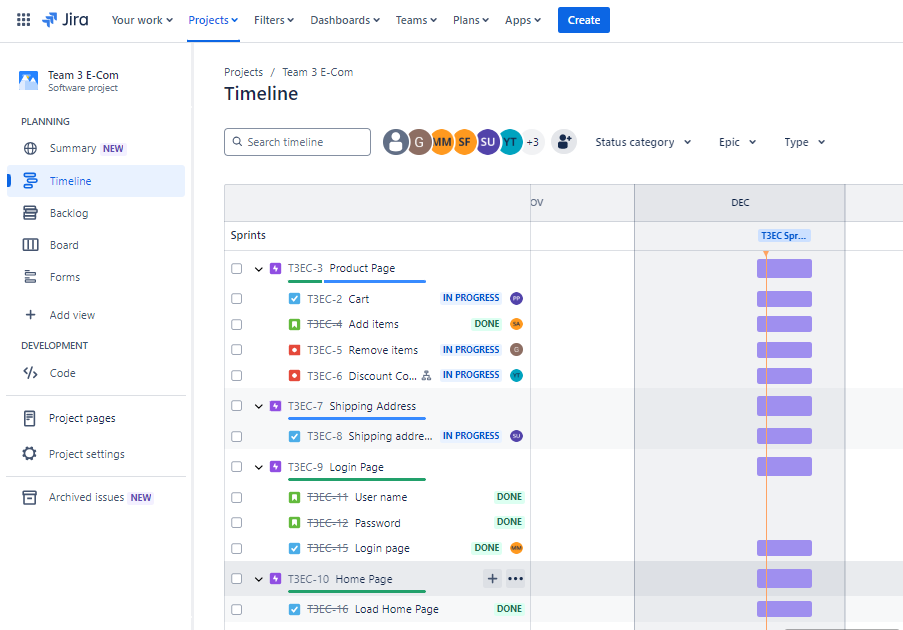 Jira Your work Projects Filters Dashboards Teams Plans Apps Create
Team 3 E-Com
Software project
PLANNING
Summary NEW
Timeline
Backlog
Board
Forms
Add view
DEVELOPMENT
Code
Project pages
Project settings
Archived issues NEW
Projects / Team 3 E-Com
Timeline
Search timeline G MM SF SU YT +3 Status category Epic Type
OV DEC
Sprints T3EC Spr...
T3EC-3 Product Page
T3EC-2 Cart IN PROGRESS PP
T3EC-4 Add items DONE SA
T3EC-5 Remove items IN PROGRESS G
T3EC-6 Discount Co... IN PROGRESS YT
T3EC-7 Shipping Address
T3EC-8 Shipping addre... IN PROGRESS SU
T3EC-9 Login Page
T3EC-11 User name DONE
T3EC-12 Password DONE
T3EC-15 Login page DONE MM
T3EC-10 Home Page
T3EC-16 Load Home Page DONE